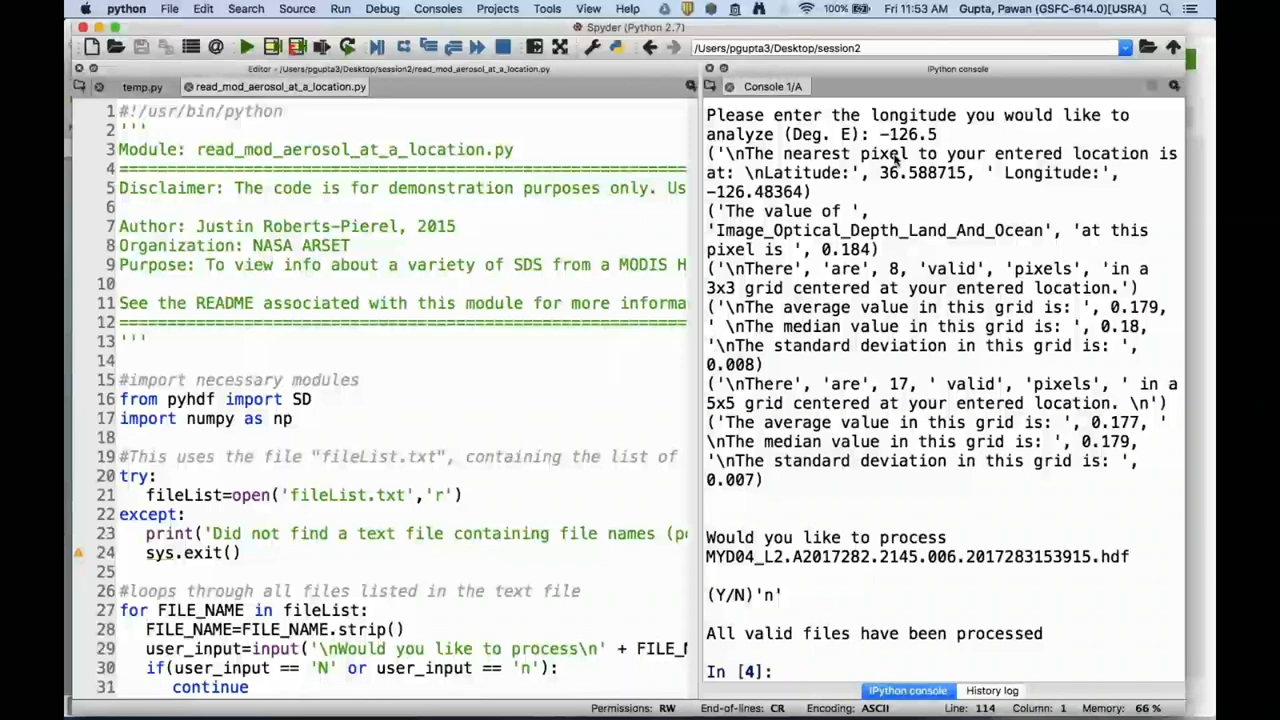 python File Edit Search Source Run Debug Consoles Projects Tools View Help 100% Fri 11:53 AM Gupta, Pawan (GSFC-614.0)[USRA]
Spyder (Python 2.7)
/Users/pgupta3/Desktop/session2
Editor - /Users/pgupta3/Desktop/session2/read_mod_aerosol_at_a_location.py
temp.py read_mod_aerosol_at_a_location.py
1 #!/usr/bin/python
2 '''
3 Module: read_mod_aerosol_at_a_location.py
4 ==========================================
5 Disclaimer: The code is for demonstration purposes only. Us
6
7 Author: Justin Roberts-Pierel, 2015
8 Organization: NASA ARSET
9 Purpose: To view info about a variety of SDS from a MODIS H
10
11 See the README associated with this module for more informa
12 ==========================================
13 '''
14
15 #import necessary modules
16 from pyhdf import SD
17 import numpy as np
18
19 #This uses the file "fileList.txt", containing the list of
20 try:
21 fileList=open('fileList.txt','r')
22 except:
23 print('Did not find a text file containing file names (pe
24 sys.exit()
25
26 #loops through all files listed in the text file
27 for FILE_NAME in fileList:
28 FILE_NAME=FILE_NAME.strip()
29 user_input=input('\nWould you like to process\n' + FILE_N
30 if(user_input == 'N' or user_input == 'n'):
31 continue
IPython console
Console 1/A
Please enter the longitude you would like to
analyze (Deg. E): -126.5
('\nThe nearest pixel to your entered location is
at: \nLatitude:', 36.588715, ' Longitude:',
-126.48364)
('The value of ',
'Image_Optical_Depth_Land_And_Ocean', 'at this
pixel is ', 0.184)
('\nThere', 'are', 8, 'valid', 'pixels', 'in a
3x3 grid centered at your entered location.')
('\nThe average value in this grid is: ', 0.179,
' \nThe median value in this grid is: ', 0.18,
'\nThe standard deviation in this grid is: ',
0.008)
('\nThere', 'are', 17, ' valid', 'pixels', ' in a
5x5 grid centered at your entered location. \n')
('The average value in this grid is: ', 0.177, '
\nThe median value in this grid is: ', 0.179,
'\nThe standard deviation in this grid is: ',
0.007)
Would you like to process
MYD04_L2.A2017282.2145.006.2017283153915.hdf
(Y/N)'n'
All valid files have been processed
In [4]:
IPython console History log
Permissions: RW End-of-lines: CR Encoding: ASCII Line: 114 Column: 1 Memory: 66 %